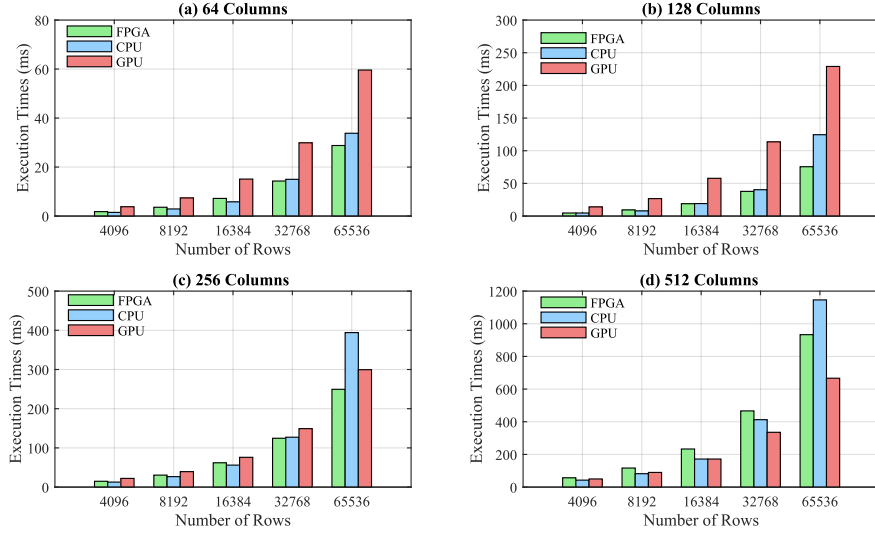 (a) 64 Columns
Execution Times (ms)
80
60
40
20
0
FPGA
CPU
GPU
4096 8192 16384 32768 65536
Number of Rows
(b) 128 Columns
Execution Times (ms)
300
250
200
150
100
50
0
FPGA
CPU
GPU
4096 8192 16384 32768 65536
Number of Rows
(c) 256 Columns
Execution Times (ms)
500
400
300
200
100
0
FPGA
CPU
GPU
4096 8192 16384 32768 65536
Number of Rows
(d) 512 Columns
Execution Times (ms)
1200
1000
800
600
400
200
0
FPGA
CPU
GPU
4096 8192 16384 32768 65536
Number of Rows